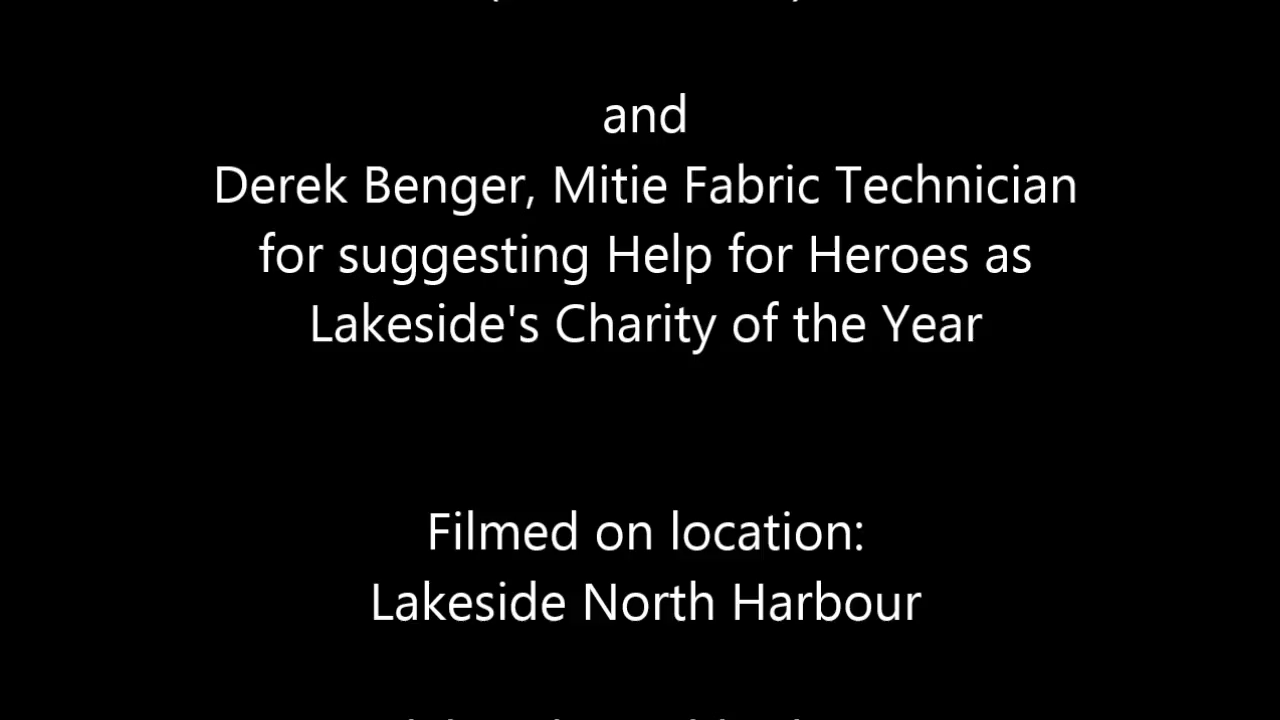 and
Derek Benger, Mitie Fabric Technician
for suggesting Help for Heroes as
Lakeside's Charity of the Year
Filmed on location:
Lakeside North Harbour